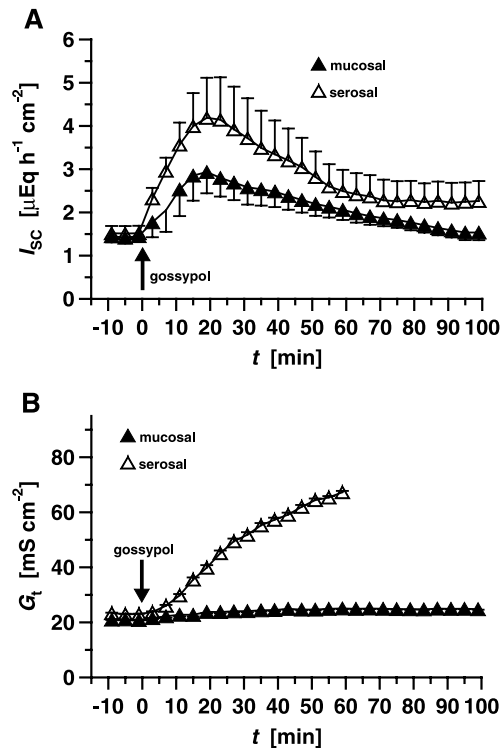 A
6
5
4
3
2
1
0
I_SC [µEq h⁻¹ cm⁻²]
▲ mucosal
△ serosal
gossypol
-10 0 10 20 30 40 50 60 70 80 90 100
t [min]
B
80
60
40
20
0
G_t [mS cm⁻²]
▲ mucosal
△ serosal
gossypol
-10 0 10 20 30 40 50 60 70 80 90 100
t [min]